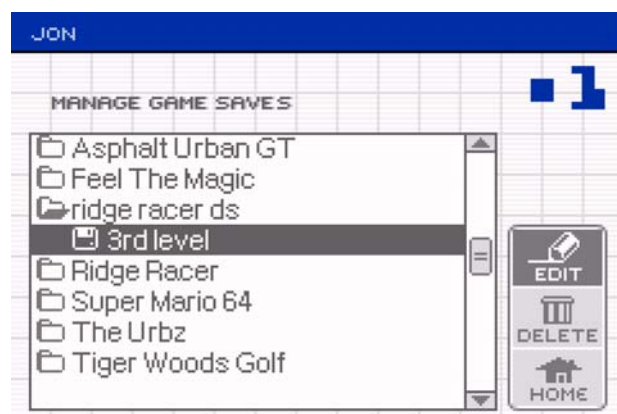 JON
.1
MANAGE GAME SAVES
Asphalt Urban GT
Feel The Magic
ridge racer ds
3rd level
Ridge Racer
Super Mario 64
The Urbz
Tiger Woods Golf
EDIT
DELETE
HOME